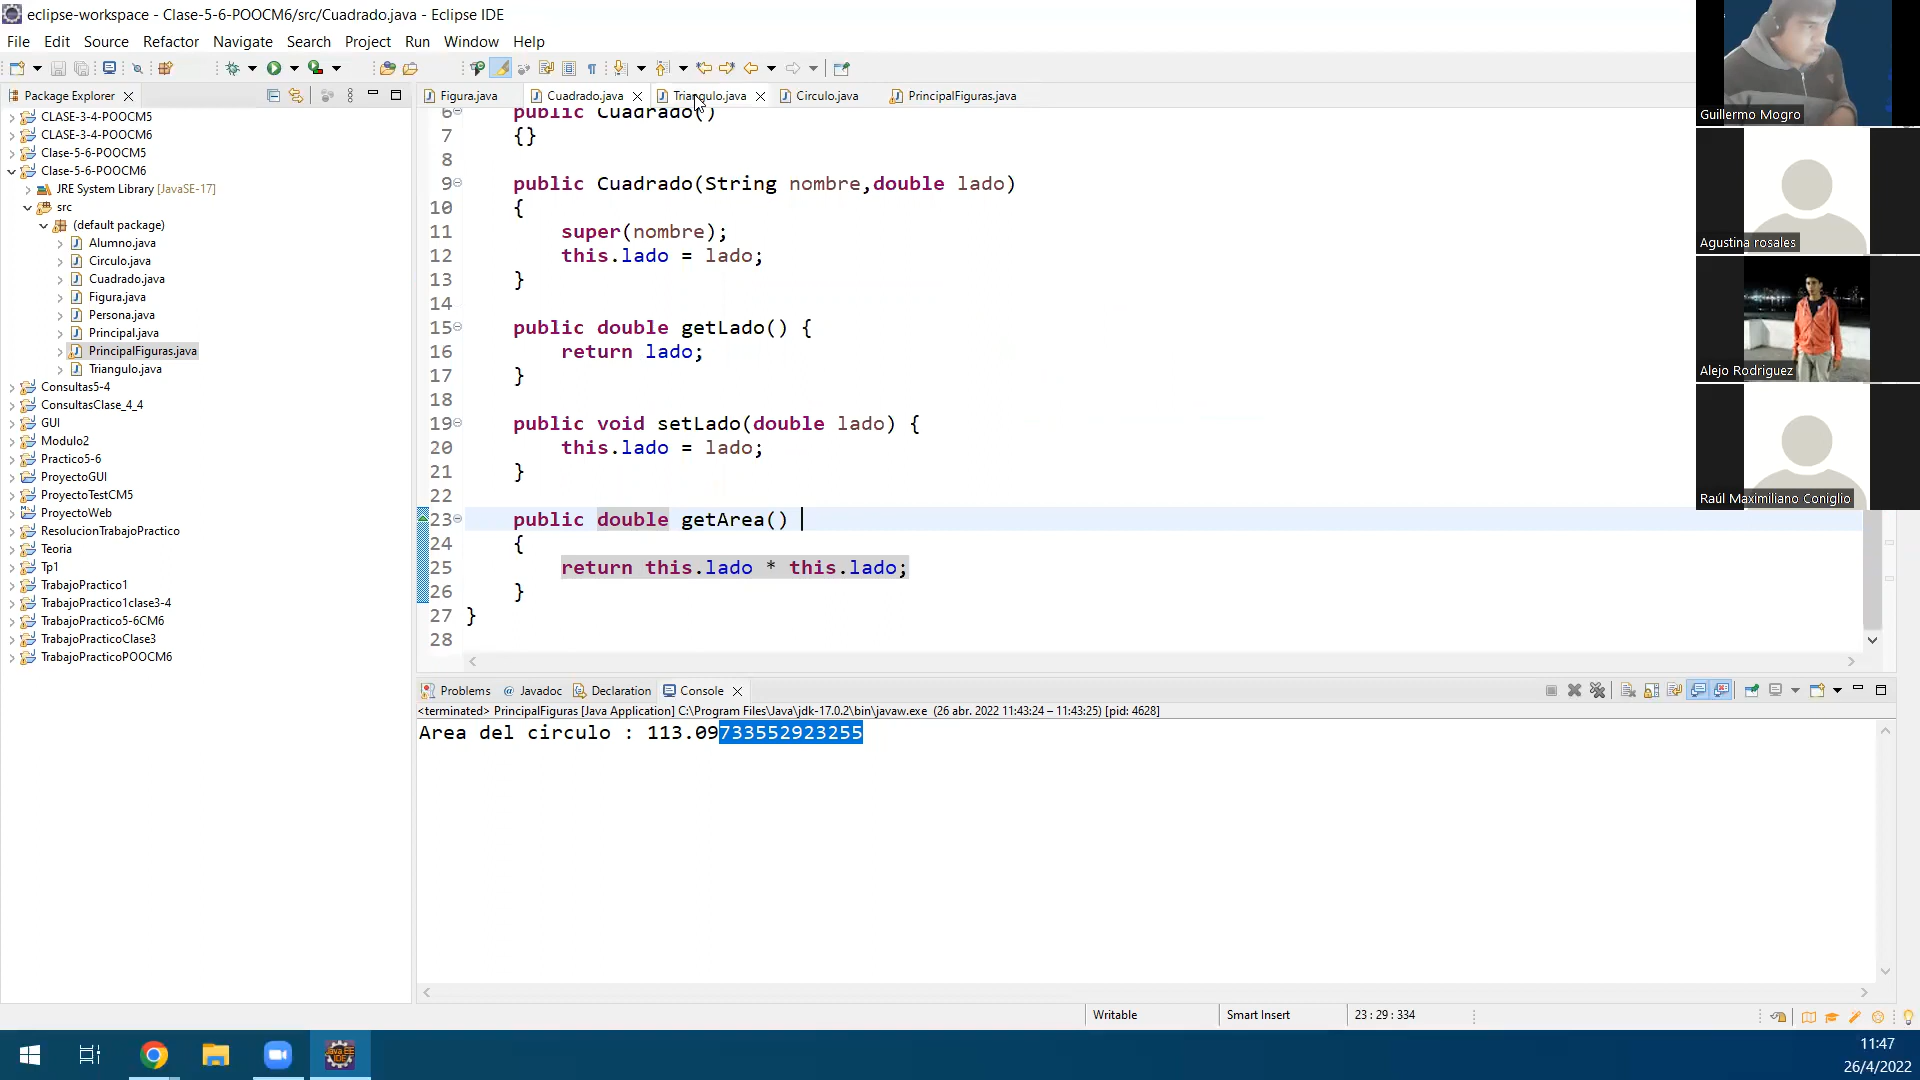 eclipse-workspace - Clase-5-6-POOCM6/src/Cuadrado.java - Eclipse IDE
File Edit Source Refactor Navigate Search Project Run Window Help
Package Explorer
Figura.java Cuadrado.java Triangulo.java Circulo.java PrincipalFiguras.java
CLASE-3-4-POOCM5
CLASE-3-4-POOCM6
Clase-5-6-POOCM5
Clase-5-6-POOCM6
JRE System Library [JavaSE-17]
src
(default package)
Alumno.java
Circulo.java
Cuadrado.java
Figura.java
Persona.java
Principal.java
PrincipalFiguras.java
Triangulo.java
Consultas5-4
ConsultasClase_4_4
GUI
Modulo2
Practico5-6
ProyectoGUI
ProyectoTestCM5
ProyectoWeb
ResolucionTrabajoPractico
Teoria
Tp1
TrabajoPractico1
TrabajoPractico1clase3-4
TrabajoPractico5-6CM6
TrabajoPracticoClase3
TrabajoPracticoPOOCM6
6 public Cuadrado()
7 {}
8
9 public Cuadrado(String nombre,double lado)
10 {
11 super(nombre);
12 this.lado = lado;
13 }
14
15 public double getLado() {
16 return lado;
17 }
18
19 public void setLado(double lado) {
20 this.lado = lado;
21 }
22
23 public double getArea()
24 {
25 return this.lado * this.lado;
26 }
27 }
28
Problems Javadoc Declaration Console
<terminated> PrincipalFiguras [Java Application] C:\Program Files\Java\jdk-17.0.2\bin\javaw.exe (26 abr. 2022 11:43:24 – 11:43:25) [pid: 4628]
Area del circulo : 113.09733552923255
Writable Smart Insert 23 : 29 : 334
Guillermo Mogro
Agustina rosales
Alejo Rodriguez
Raúl Maximiliano Coniglio
11:47
26/4/2022